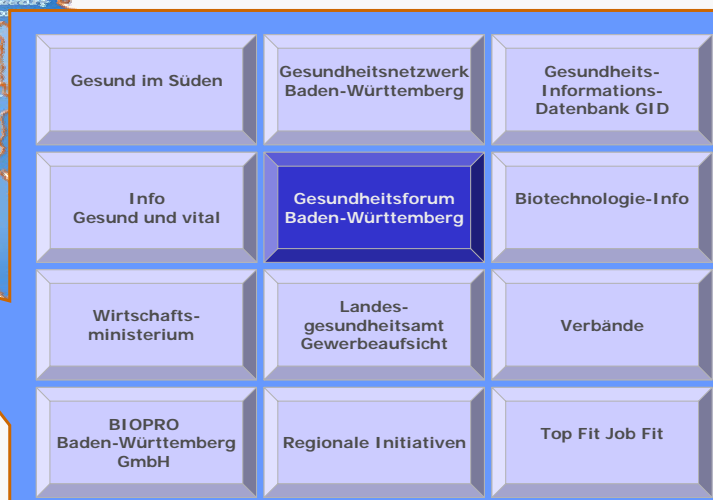 Gesund im Süden
Gesundheitsnetzwerk
Baden-Württemberg
Gesundheits-
Informations-
Datenbank GID
Info
Gesund und vital
Gesundheitsforum
Baden-Württemberg
Biotechnologie-Info
Wirtschafts-
ministerium
Landes-
gesundheitsamt
Gewerbeaufsicht
Verbände
BIOPRO
Baden-Württemberg
GmbH
Regionale Initiativen
Top Fit Job Fit